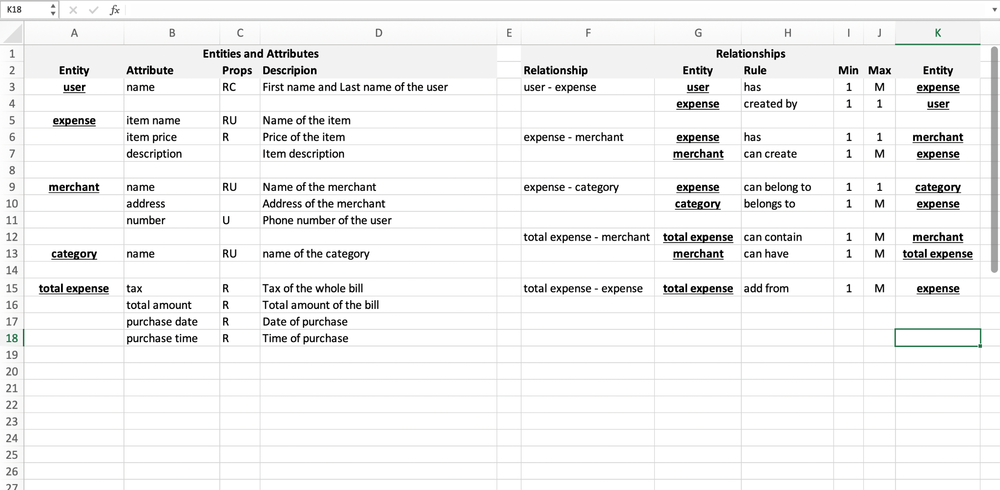 K18 fx
A B C D E F G H I J K
1 Entities and Attributes Relationships
2 Entity Attribute Props Descripion Relationship Entity Rule Min Max Entity
3 user name RC First name and Last name of the user user - expense user has 1 M expense
4 expense created by 1 1 user
5 expense item name RU Name of the item
6 item price R Price of the item expense - merchant expense has 1 1 merchant
7 description Item description merchant can create 1 M expense
8
9 merchant name RU Name of the merchant expense - category expense can belong to 1 1 category
10 address Address of the merchant category belongs to 1 M expense
11 number U Phone number of the user
12 total expense - merchant total expense can contain 1 M merchant
13 category name RU name of the category merchant can have 1 M total expense
14
15 total expense tax R Tax of the whole bill total expense - expense total expense add from 1 M expense
16 total amount R Total amount of the bill
17 purchase date R Date of purchase
18 purchase time R Time of purchase
19
20
21
22
23
24
25
26
27